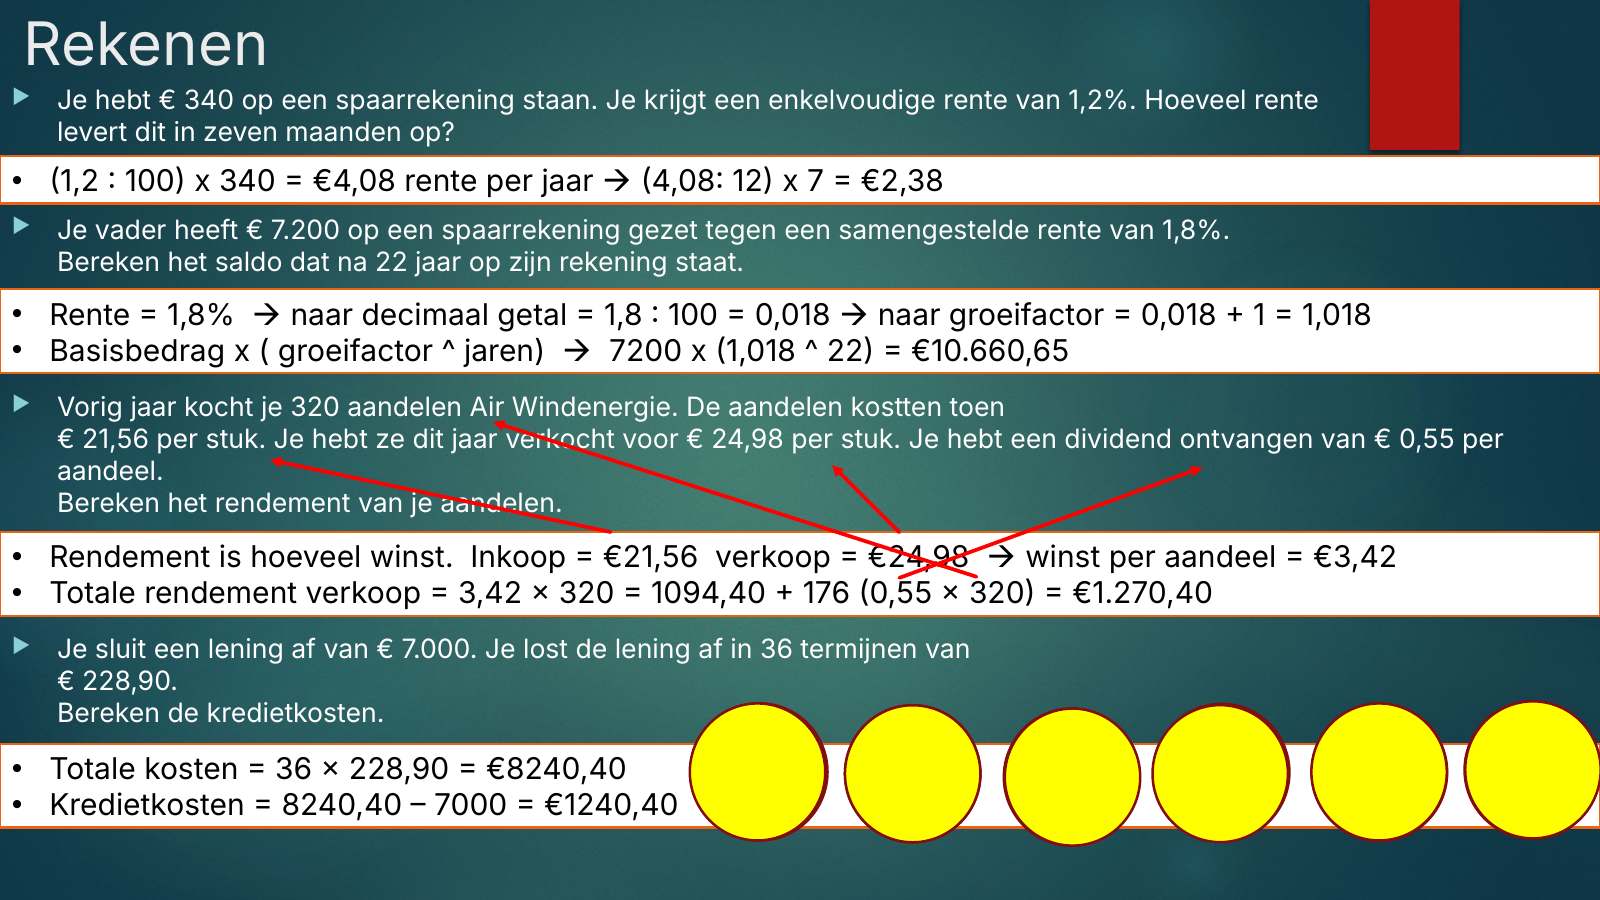 Rekenen
Je hebt € 340 op een spaarrekening staan. Je krijgt een enkelvoudige rente van 1,2%. Hoeveel rente
levert dit in zeven maanden op?
• (1,2 : 100) x 340 = €4,08 rente per jaar → (4,08: 12) x 7 = €2,38
Je vader heeft € 7.200 op een spaarrekening gezet tegen een samengestelde rente van 1,8%.
Bereken het saldo dat na 22 jaar op zijn rekening staat.
• Rente = 1,8% → naar decimaal getal = 1,8 : 100 = 0,018 → naar groeifactor = 0,018 + 1 = 1,018
• Basisbedrag x ( groeifactor ^ jaren) → 7200 x (1,018 ^ 22) = €10.660,65
Vorig jaar kocht je 320 aandelen Air Windenergie. De aandelen kostten toen
€ 21,56 per stuk. Je hebt ze dit jaar verkocht voor € 24,98 per stuk. Je hebt een dividend ontvangen van € 0,55 per
aandeel.
Bereken het rendement van je aandelen.
• Rendement is hoeveel winst. Inkoop = €21,56 verkoop = €24,98 → winst per aandeel = €3,42
• Totale rendement verkoop = 3,42 × 320 = 1094,40 + 176 (0,55 × 320) = €1.270,40
Je sluit een lening af van € 7.000. Je lost de lening af in 36 termijnen van
€ 228,90.
Bereken de kredietkosten.
• Totale kosten = 36 × 228,90 = €8240,40
• Kredietkosten = 8240,40 – 7000 = €1240,40